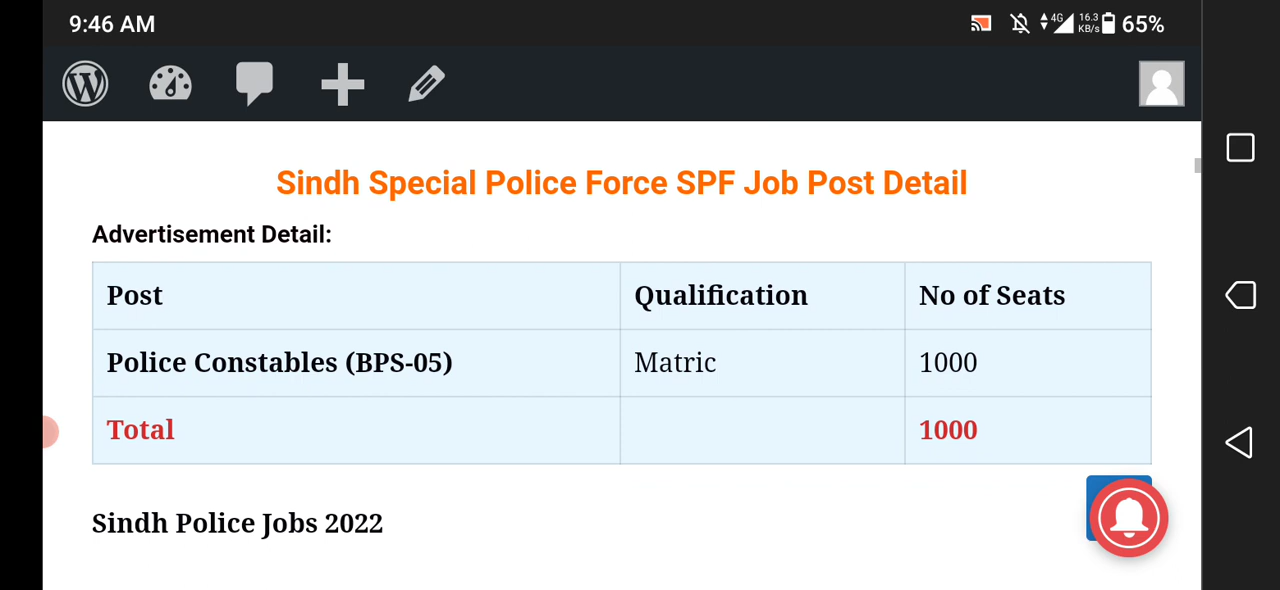 9:46 AM
4G 16.3 KB/s 65%
Sindh Special Police Force SPF Job Post Detail
Advertisement Detail:
Post Qualification No of Seats
Police Constables (BPS-05) Matric 1000
Total 1000
Sindh Police Jobs 2022